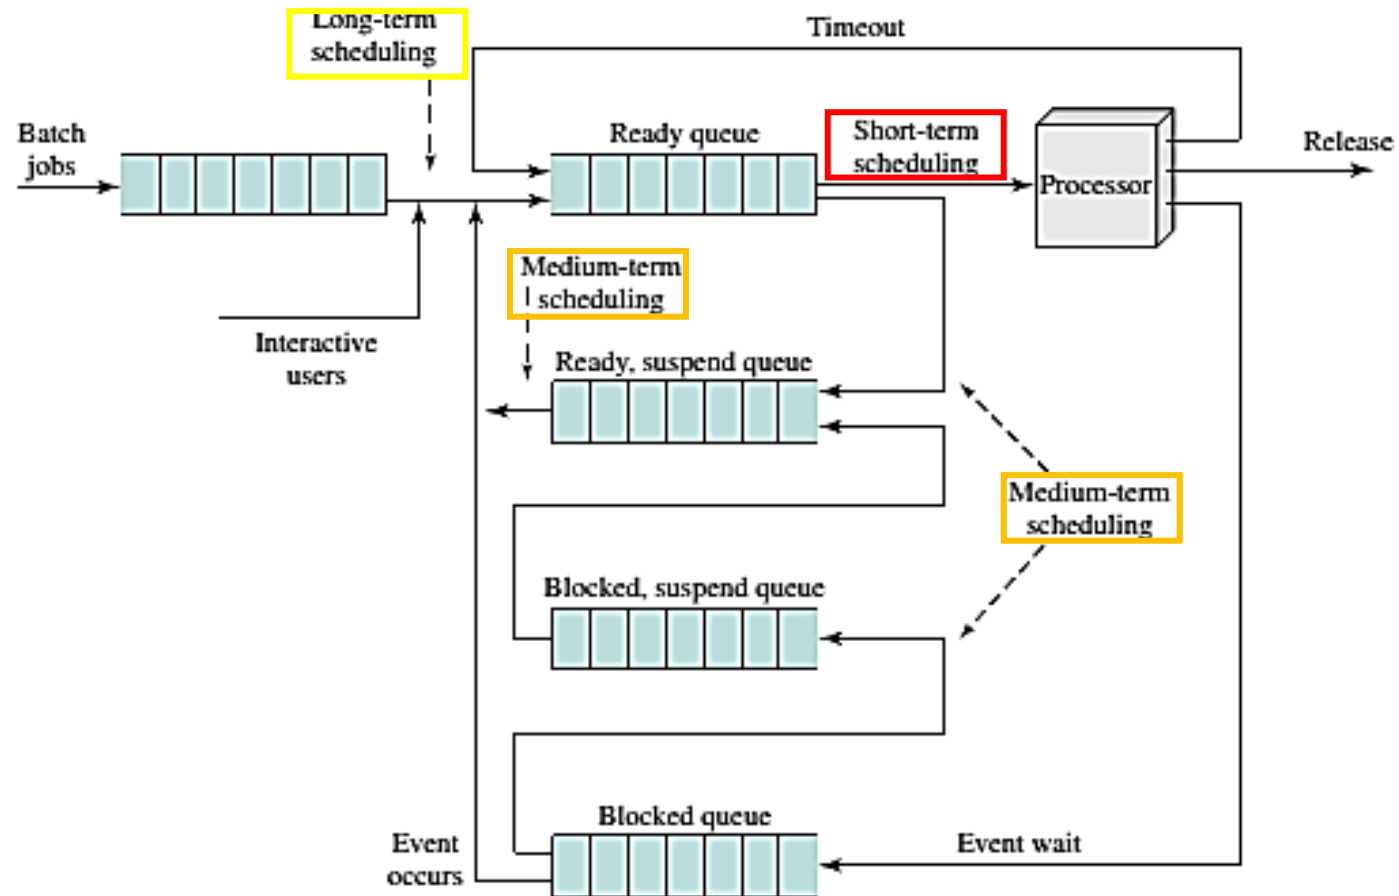 Long-term
scheduling
Timeout
Batch
jobs
Ready queue
Short-term
scheduling
Processor
Release
Medium-term
scheduling
Interactive
users
Ready, suspend queue
Medium-term
scheduling
Blocked, suspend queue
Blocked queue
Event
occurs
Event wait